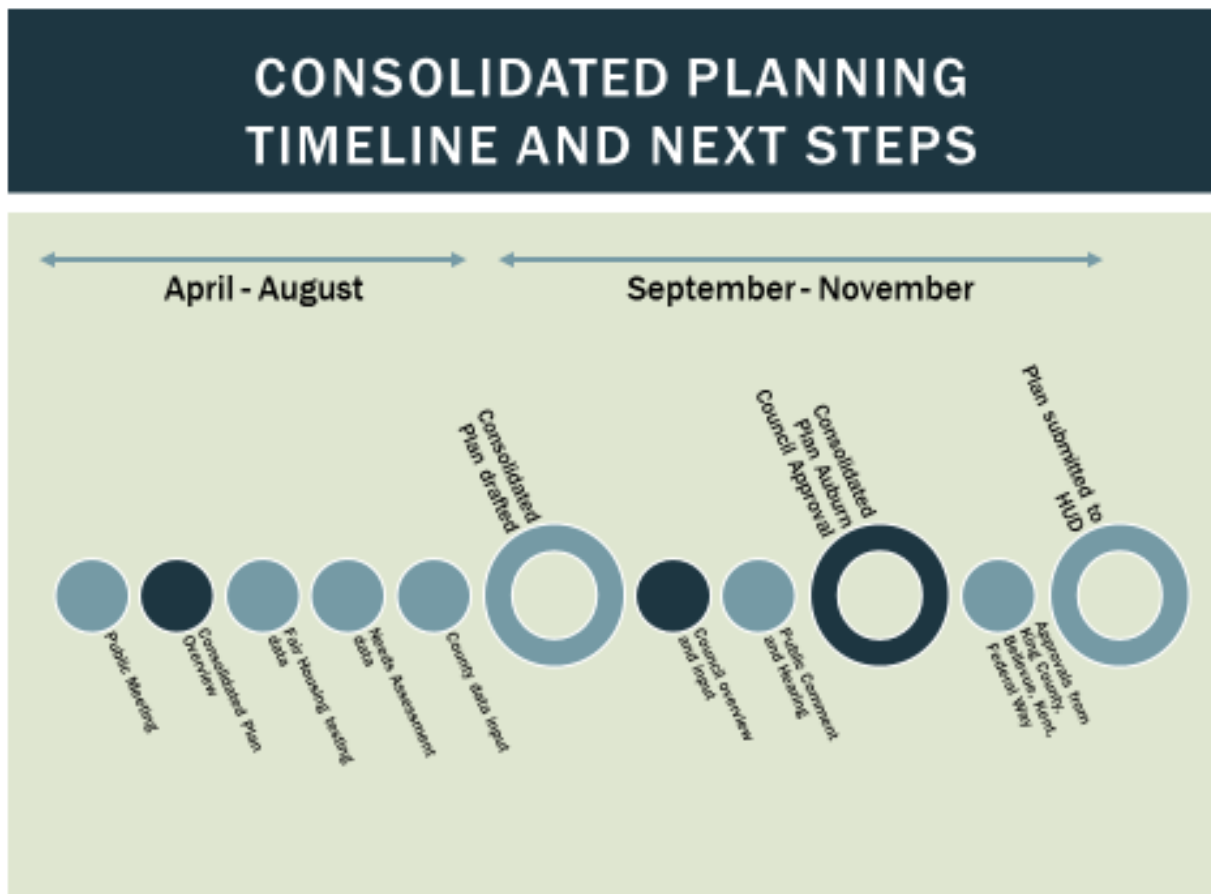 CONSOLIDATED PLANNING
TIMELINE AND NEXT STEPS
April - August
September - November
Public Meeting
Consolidated Plan
Overview
Fair Housing testing
data
Needs Assessment
data
County data input
Consolidated
Plan drafted
Council overview
and input
Public Comment
and Hearing
Consolidated
Plan Auburn
Council Approval
Approvals from
King County,
Bellevue, Kent,
Federal Way
Plan submitted to
HUD